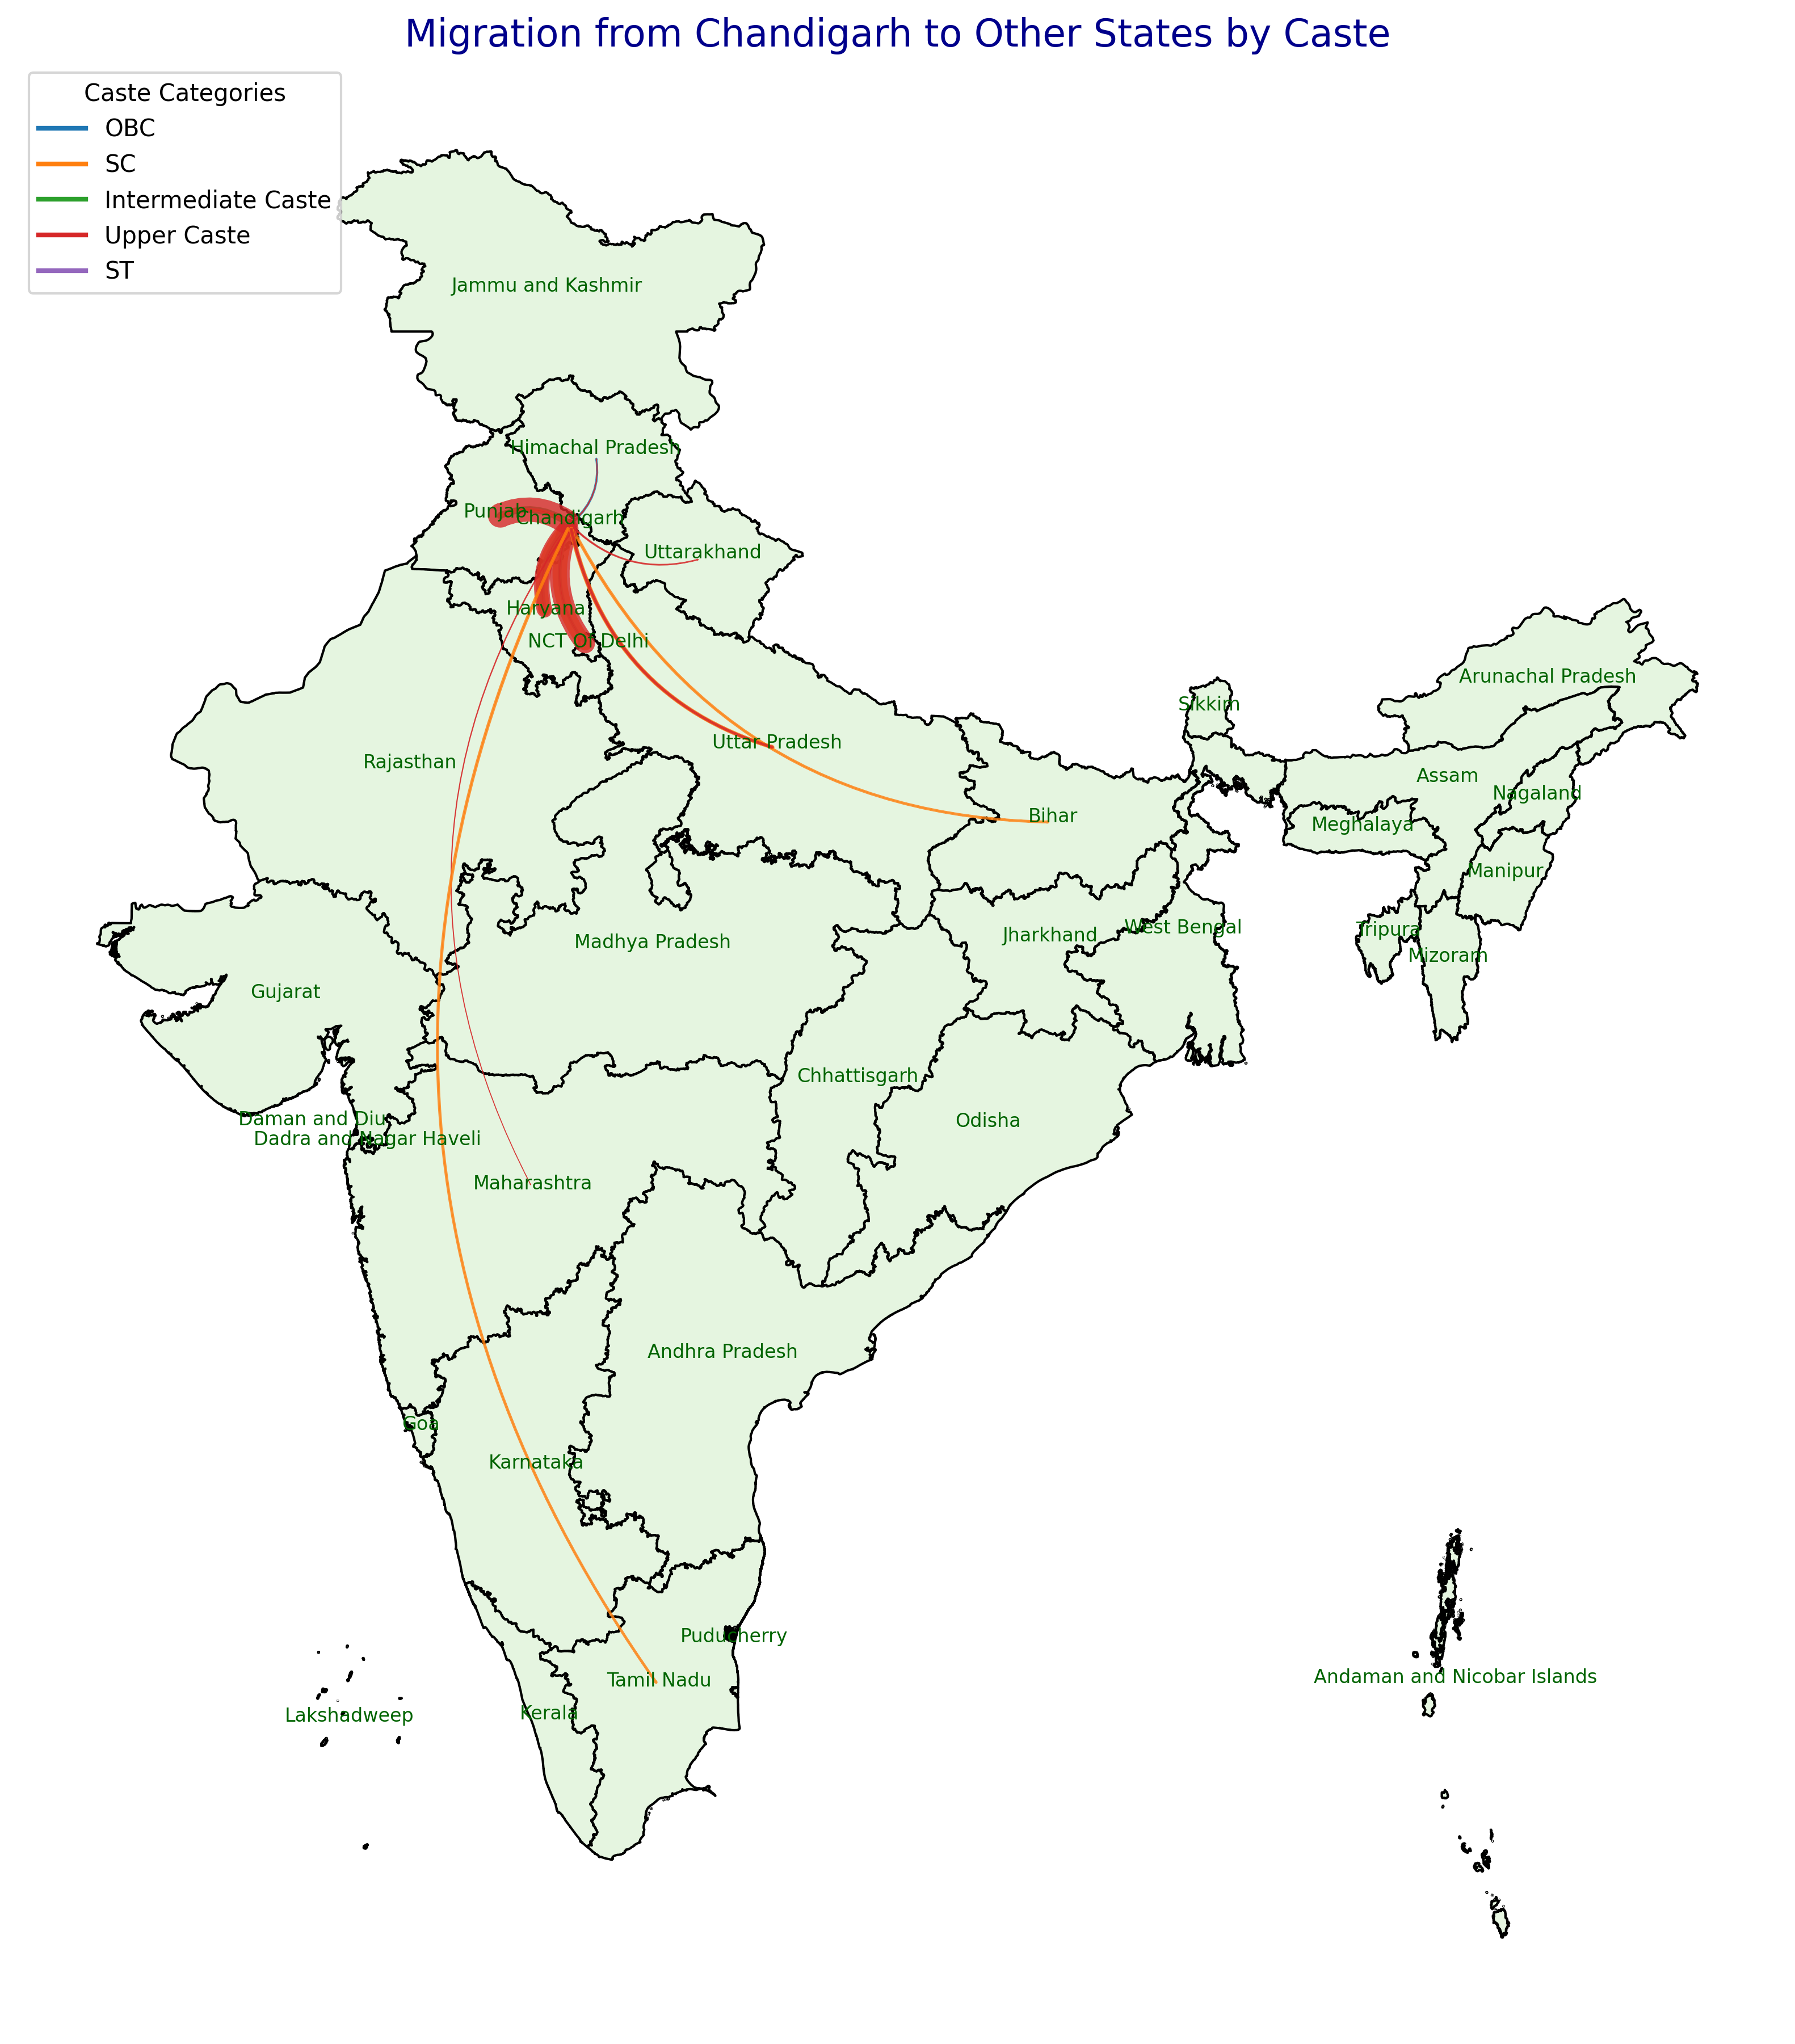 Migration from Chandigarh to Other States by Caste
Caste Categories
OBC
SC
Intermediate Caste
Upper Caste
ST
Jammu and Kashmir
Himachal Pradesh
Punjab
Chandigarh
Uttarakhand
Haryana
NCT Of Delhi
Arunachal Pradesh
Sikkim
Uttar Pradesh
Rajasthan
Assam
Nagaland
Bihar
Meghalaya
Manipur
West Bengal
Tripura
Jharkhand
Madhya Pradesh
Mizoram
Gujarat
Chhattisgarh
Daman and Diu
Odisha
Dadra and Nagar Haveli
Maharashtra
Andhra Pradesh
Goa
Karnataka
Puducherry
Tamil Nadu
Andaman and Nicobar Islands
Kerala
Lakshadweep